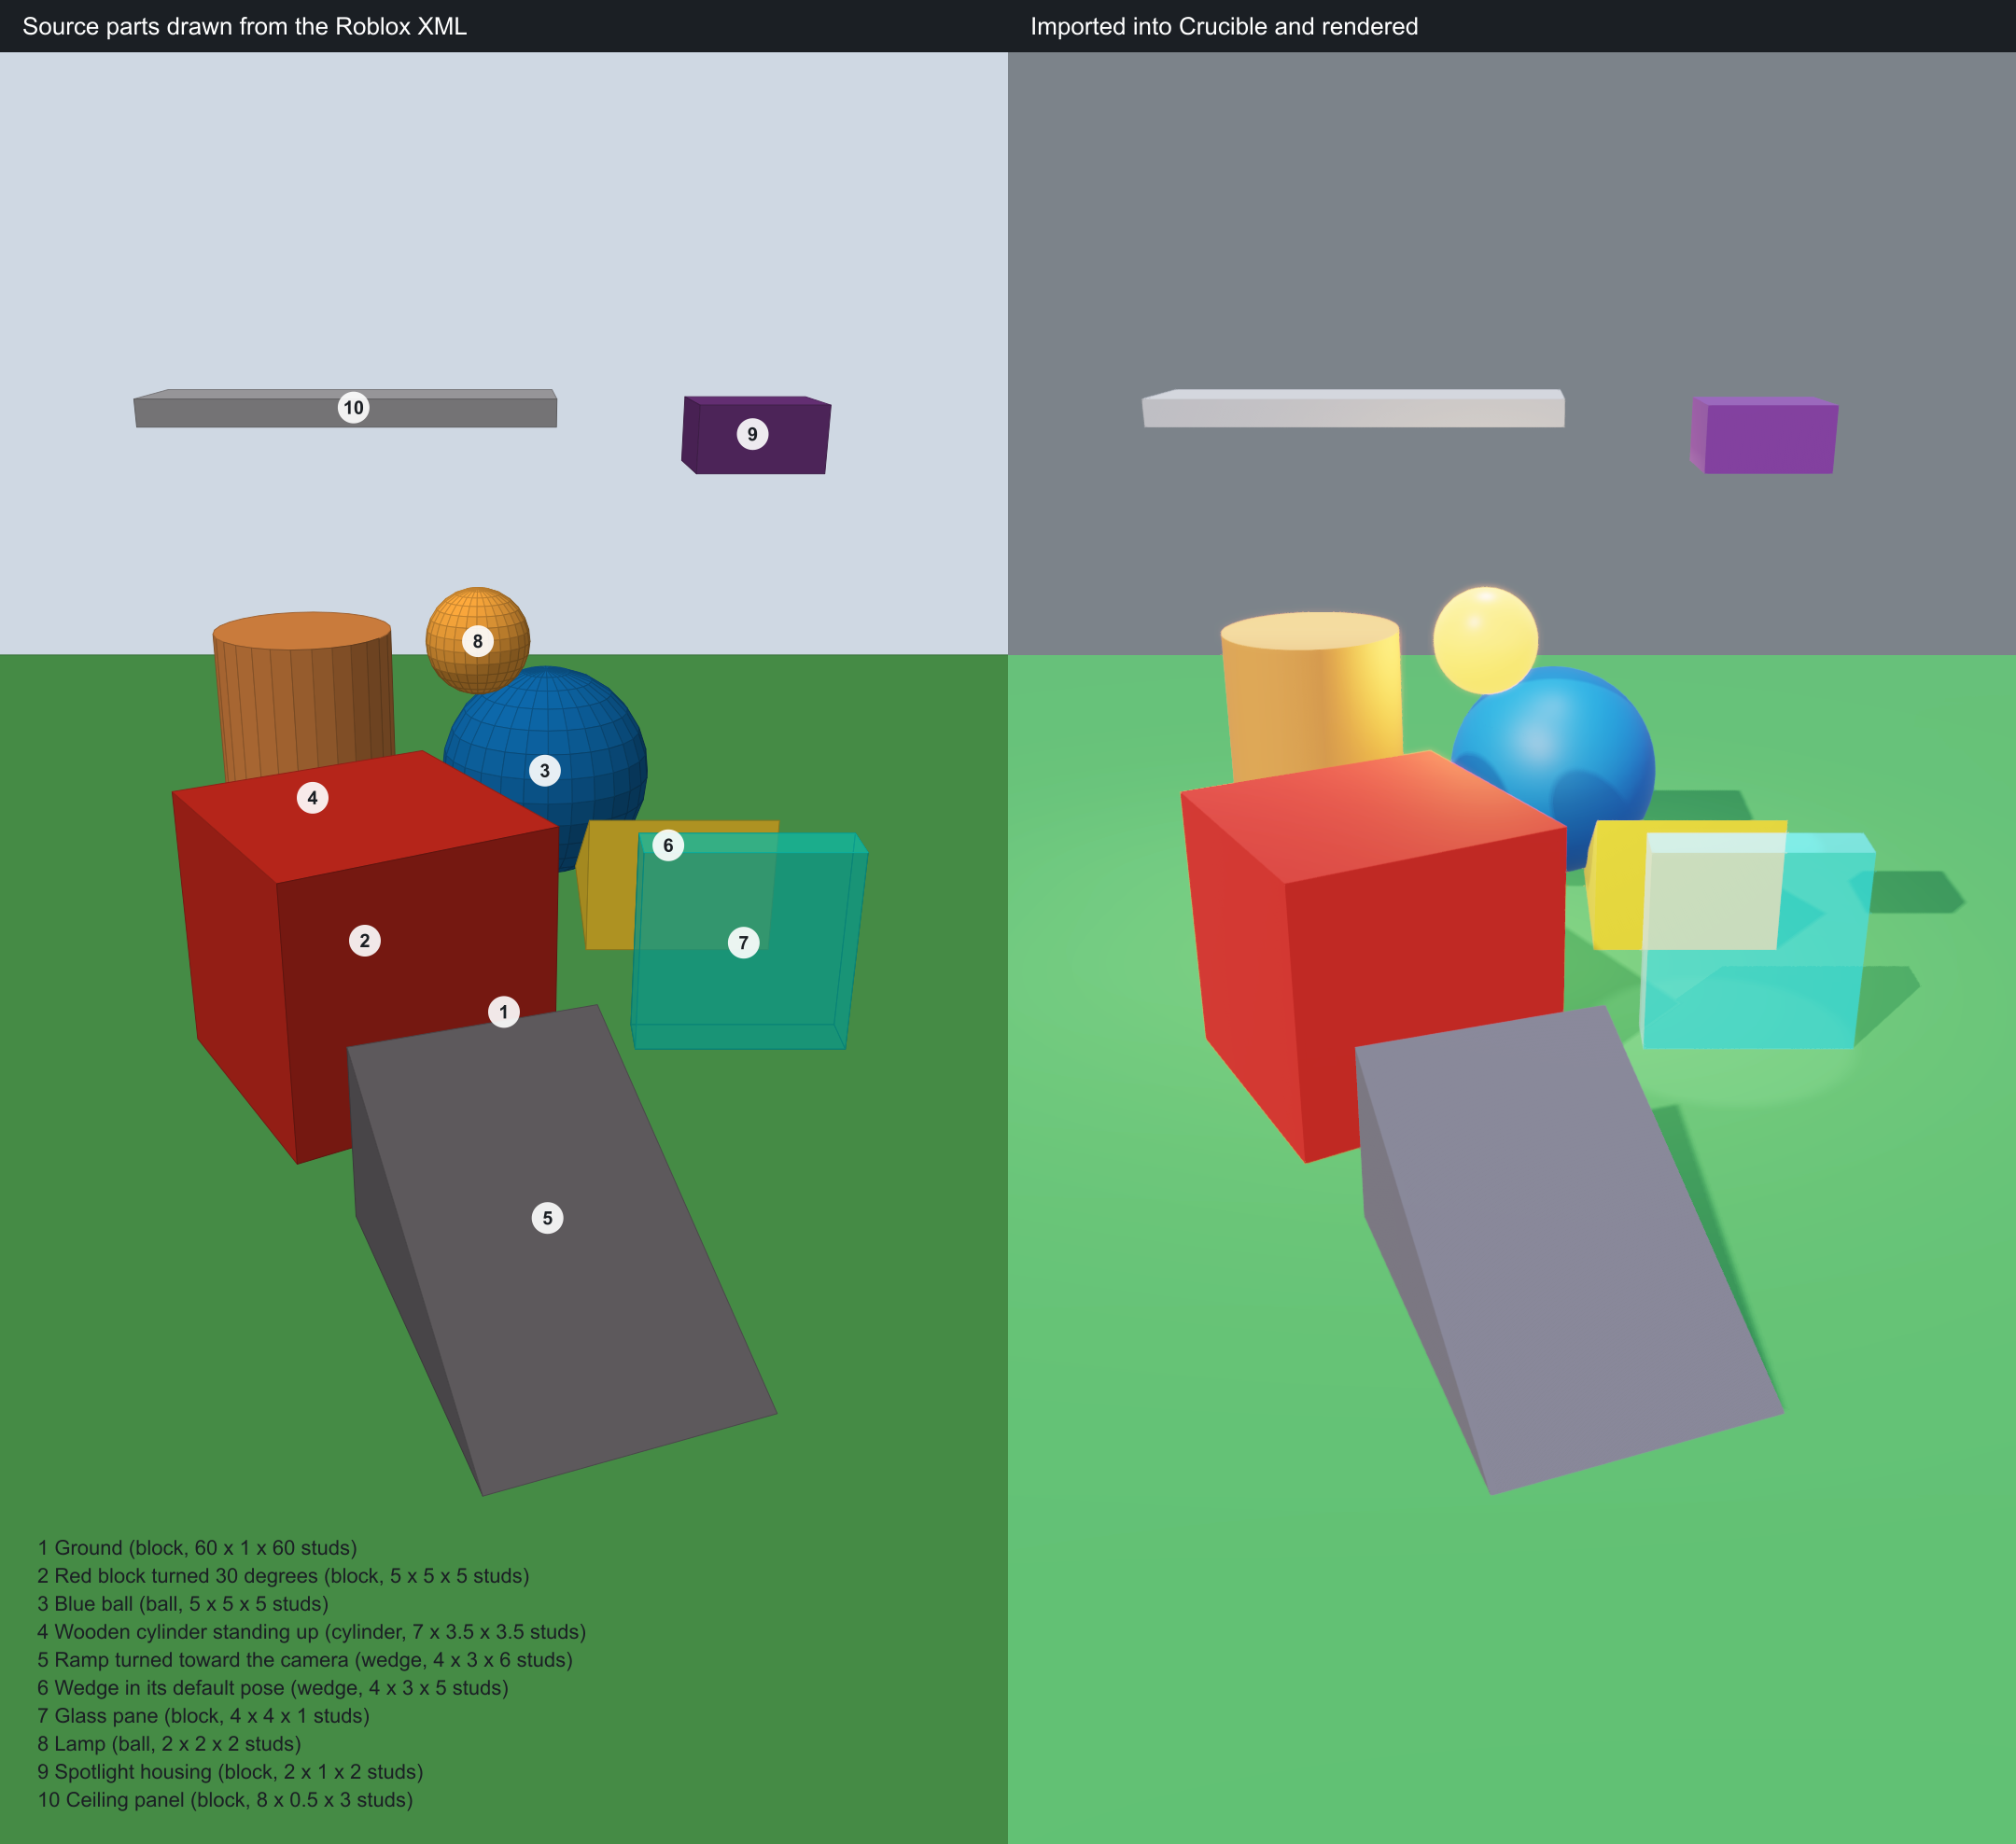 Source parts drawn from the Roblox XML
Imported into Crucible and rendered
10
9
8
3
4
6
2
7
1
5
1 Ground (block, 60 x 1 x 60 studs)
2 Red block turned 30 degrees (block, 5 x 5 x 5 studs)
3 Blue ball (ball, 5 x 5 x 5 studs)
4 Wooden cylinder standing up (cylinder, 7 x 3.5 x 3.5 studs)
5 Ramp turned toward the camera (wedge, 4 x 3 x 6 studs)
6 Wedge in its default pose (wedge, 4 x 3 x 5 studs)
7 Glass pane (block, 4 x 4 x 1 studs)
8 Lamp (ball, 2 x 2 x 2 studs)
9 Spotlight housing (block, 2 x 1 x 2 studs)
10 Ceiling panel (block, 8 x 0.5 x 3 studs)